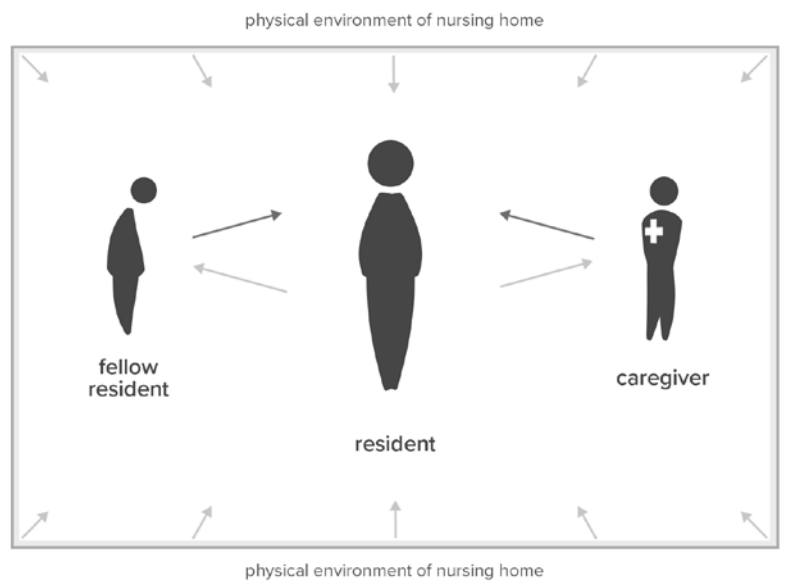 physical environment of nursing home
fellow
resident
caregiver
resident
physical environment of nursing home